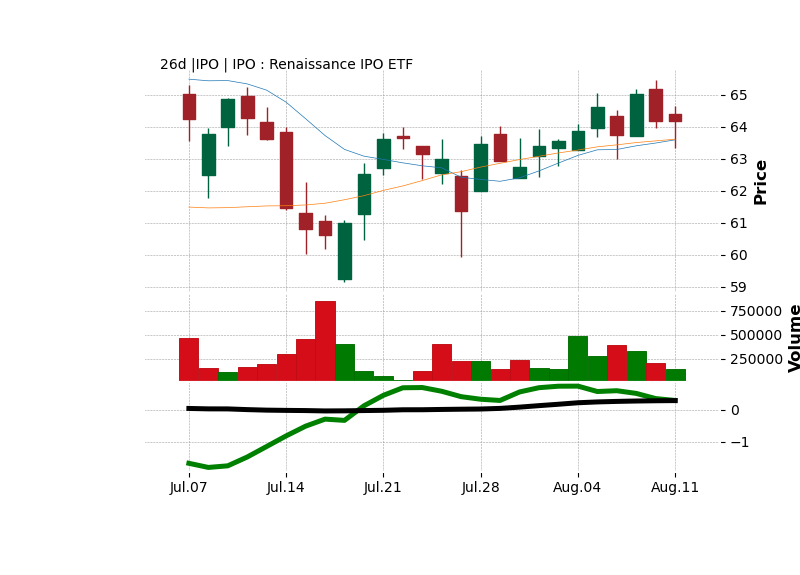 26d |IPO | IPO : Renaissance IPO ETF
65
64
63
62
61
60
59
Price
750000
500000
250000
Volume
0
−1
Jul.07
Jul.14
Jul.21
Jul.28
Aug.04
Aug.11